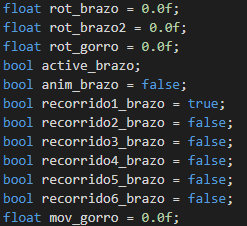 float rot_brazo = 0.0f;
float rot_brazo2 = 0.0f;
float rot_gorro = 0.0f;
bool active_brazo;
bool anim_brazo = false;
bool recorrido1_brazo = true;
bool recorrido2_brazo = false;
bool recorrido3_brazo = false;
bool recorrido4_brazo = false;
bool recorrido5_brazo = false;
bool recorrido6_brazo = false;
float mov_gorro = 0.0f;